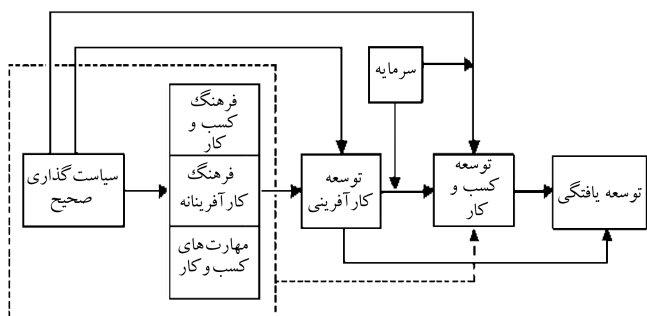 سرمایه
فرهنگ
کسب و
کار
سیاست‌گذاری
صحیح
فرهنگ
کارآفرینانه
مهارت‌های
کسب و کار
توسعه
کارآفرینی
توسعه
کسب و
کار
توسعه یافتگی